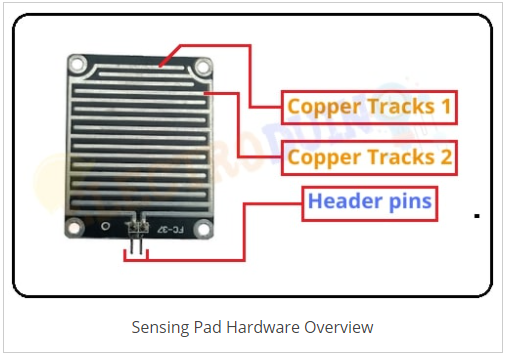 Copper Tracks 1
Copper Tracks 2
Header pins
FC-37
Sensing Pad Hardware Overview